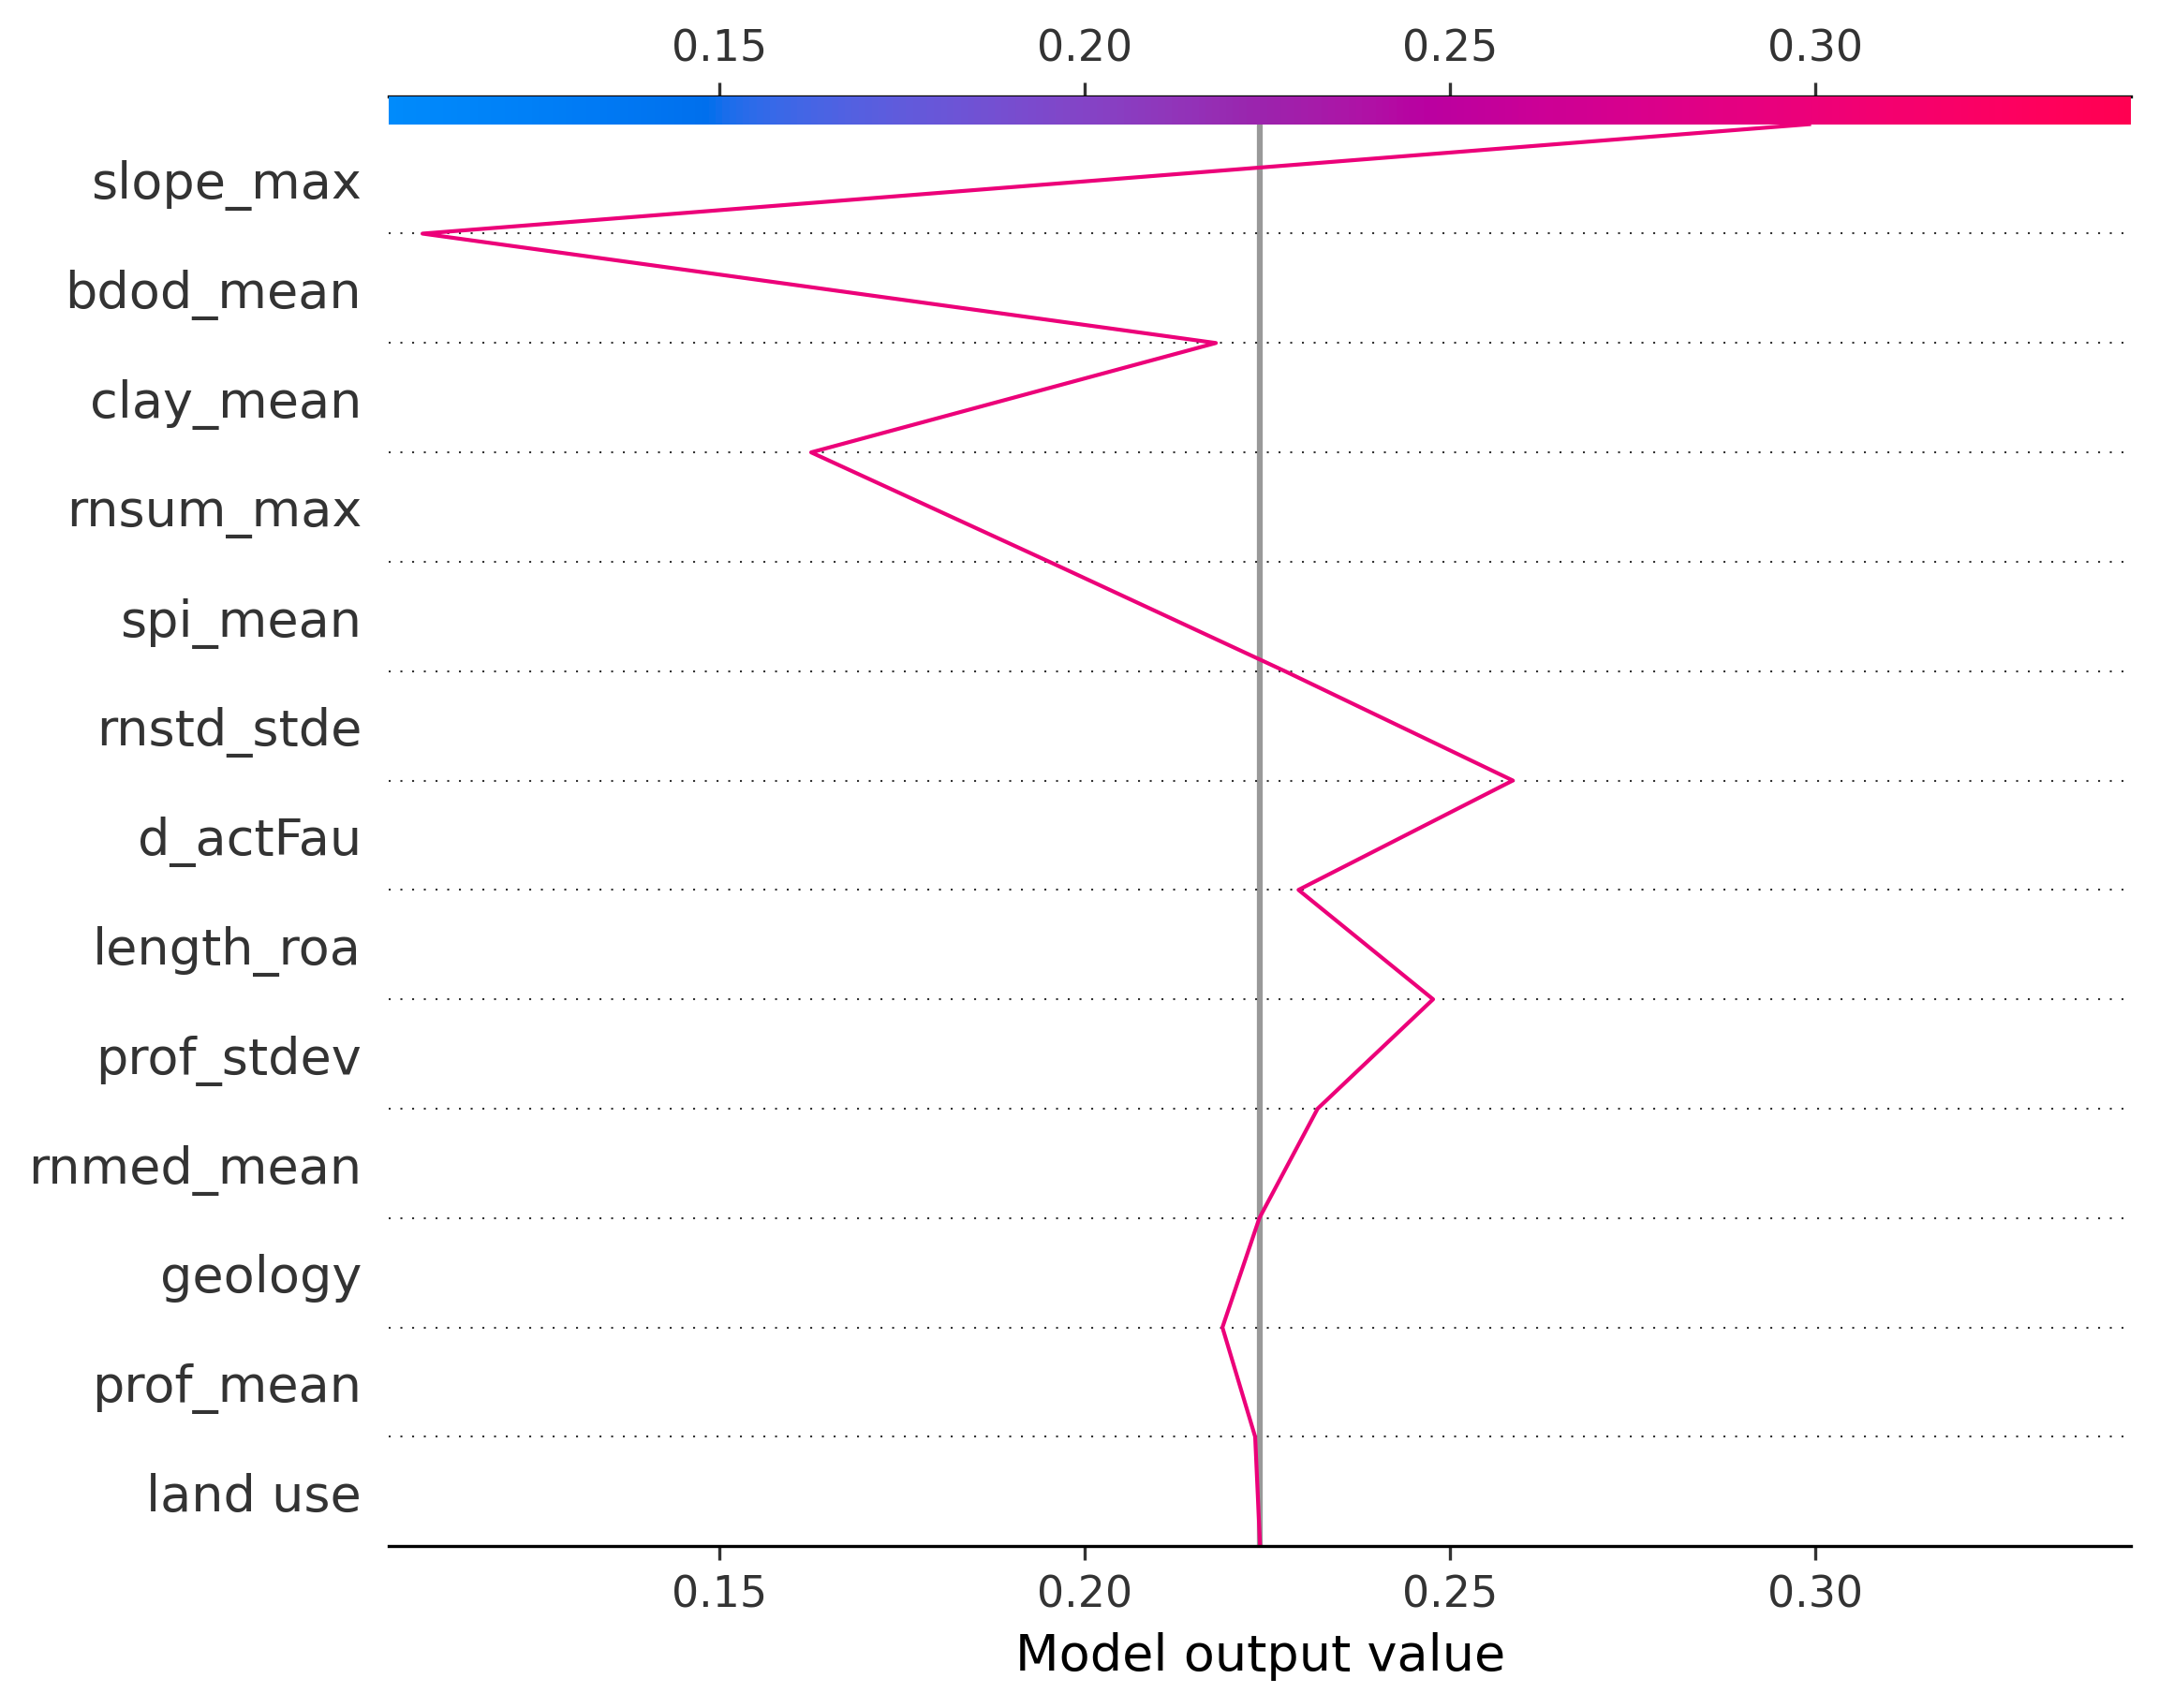 0.15 0.20 0.25 0.30
slope_max
bdod_mean
clay_mean
rnsum_max
spi_mean
rnstd_stde
d_actFau
length_roa
prof_stdev
rnmed_mean
geology
prof_mean
land use
0.15 0.20 0.25 0.30
Model output value